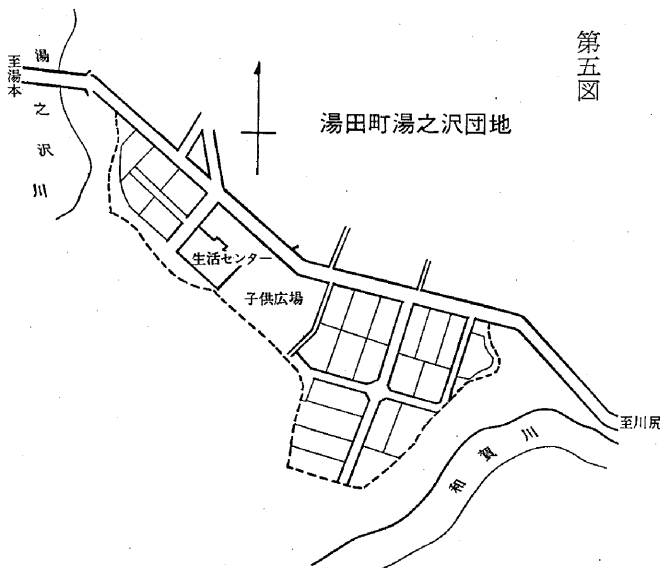 第五図
湯田町湯之沢団地
至湯本
湯之沢川
生活センター
子供広場
至川尻
和賀川